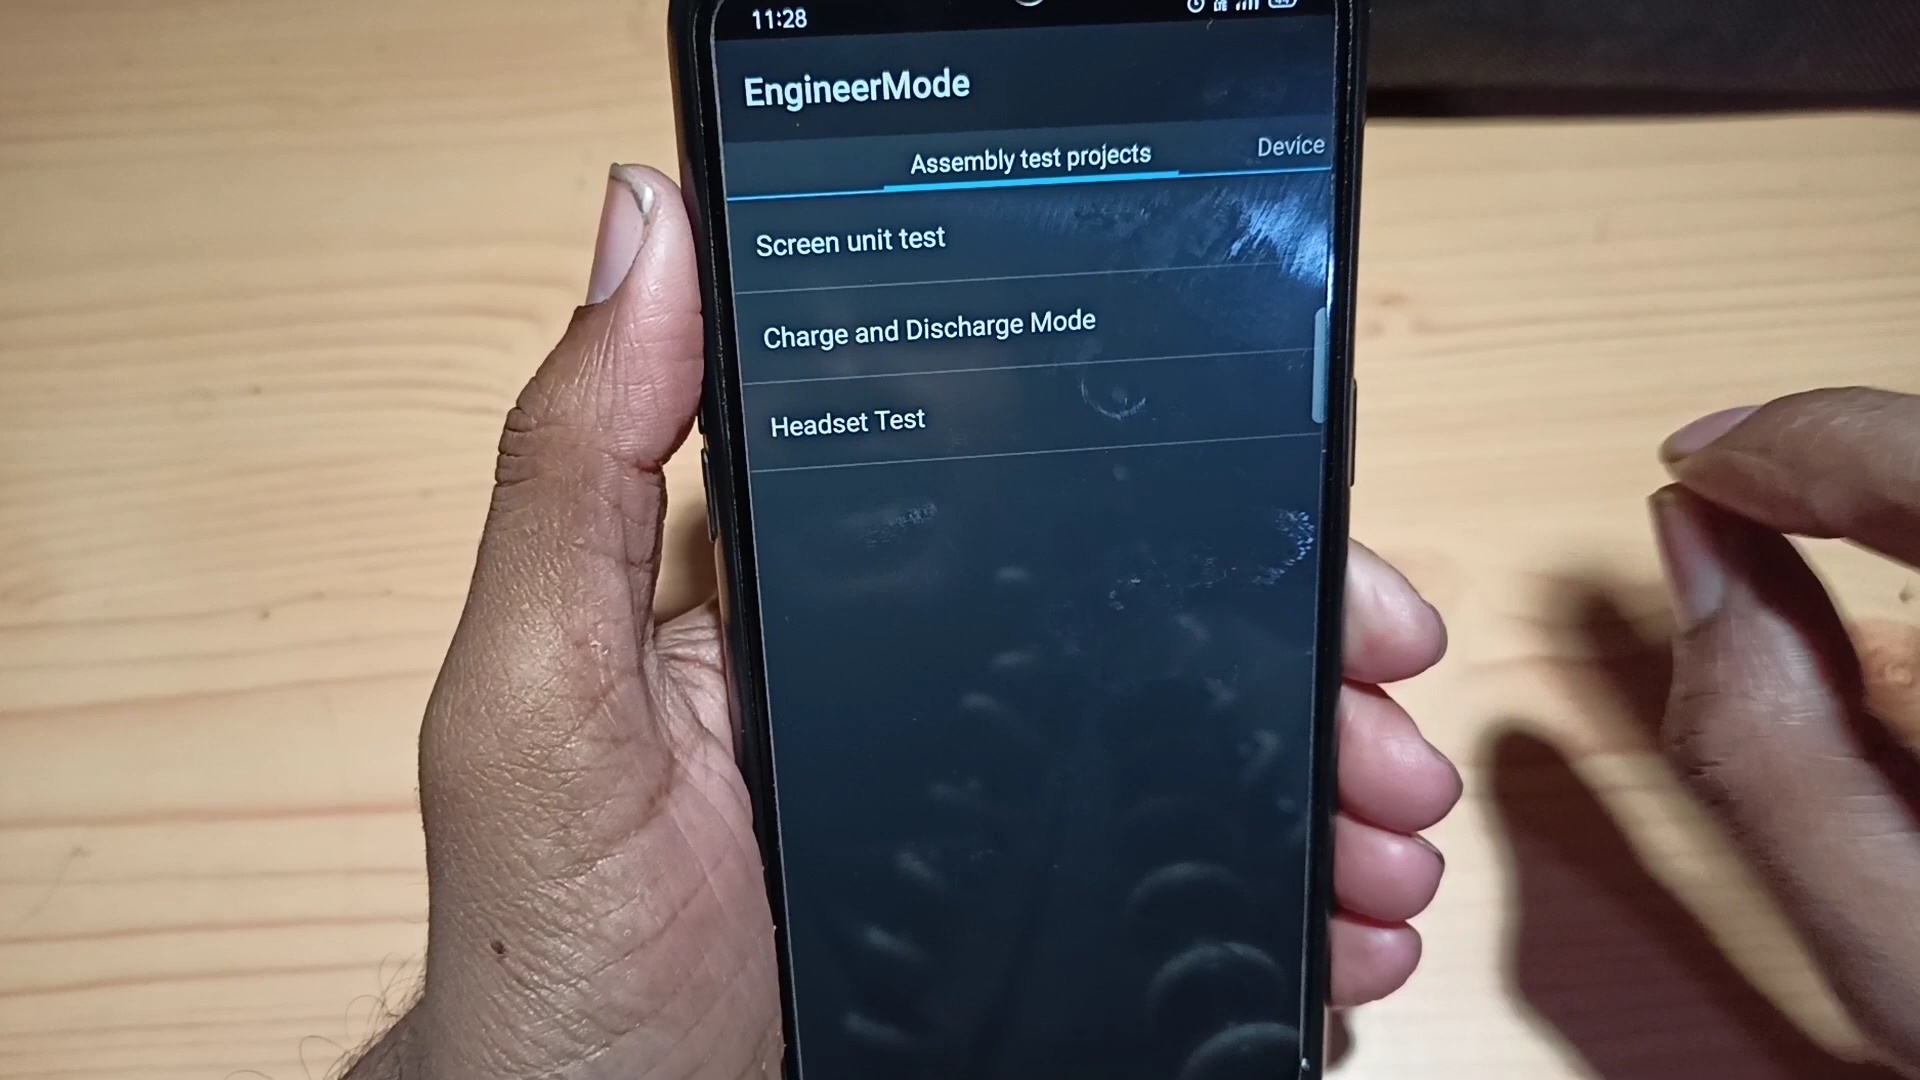 11:28
EngineerMode
Assembly test projects
Device
Screen unit test
Charge and Discharge Mode
Headset Test